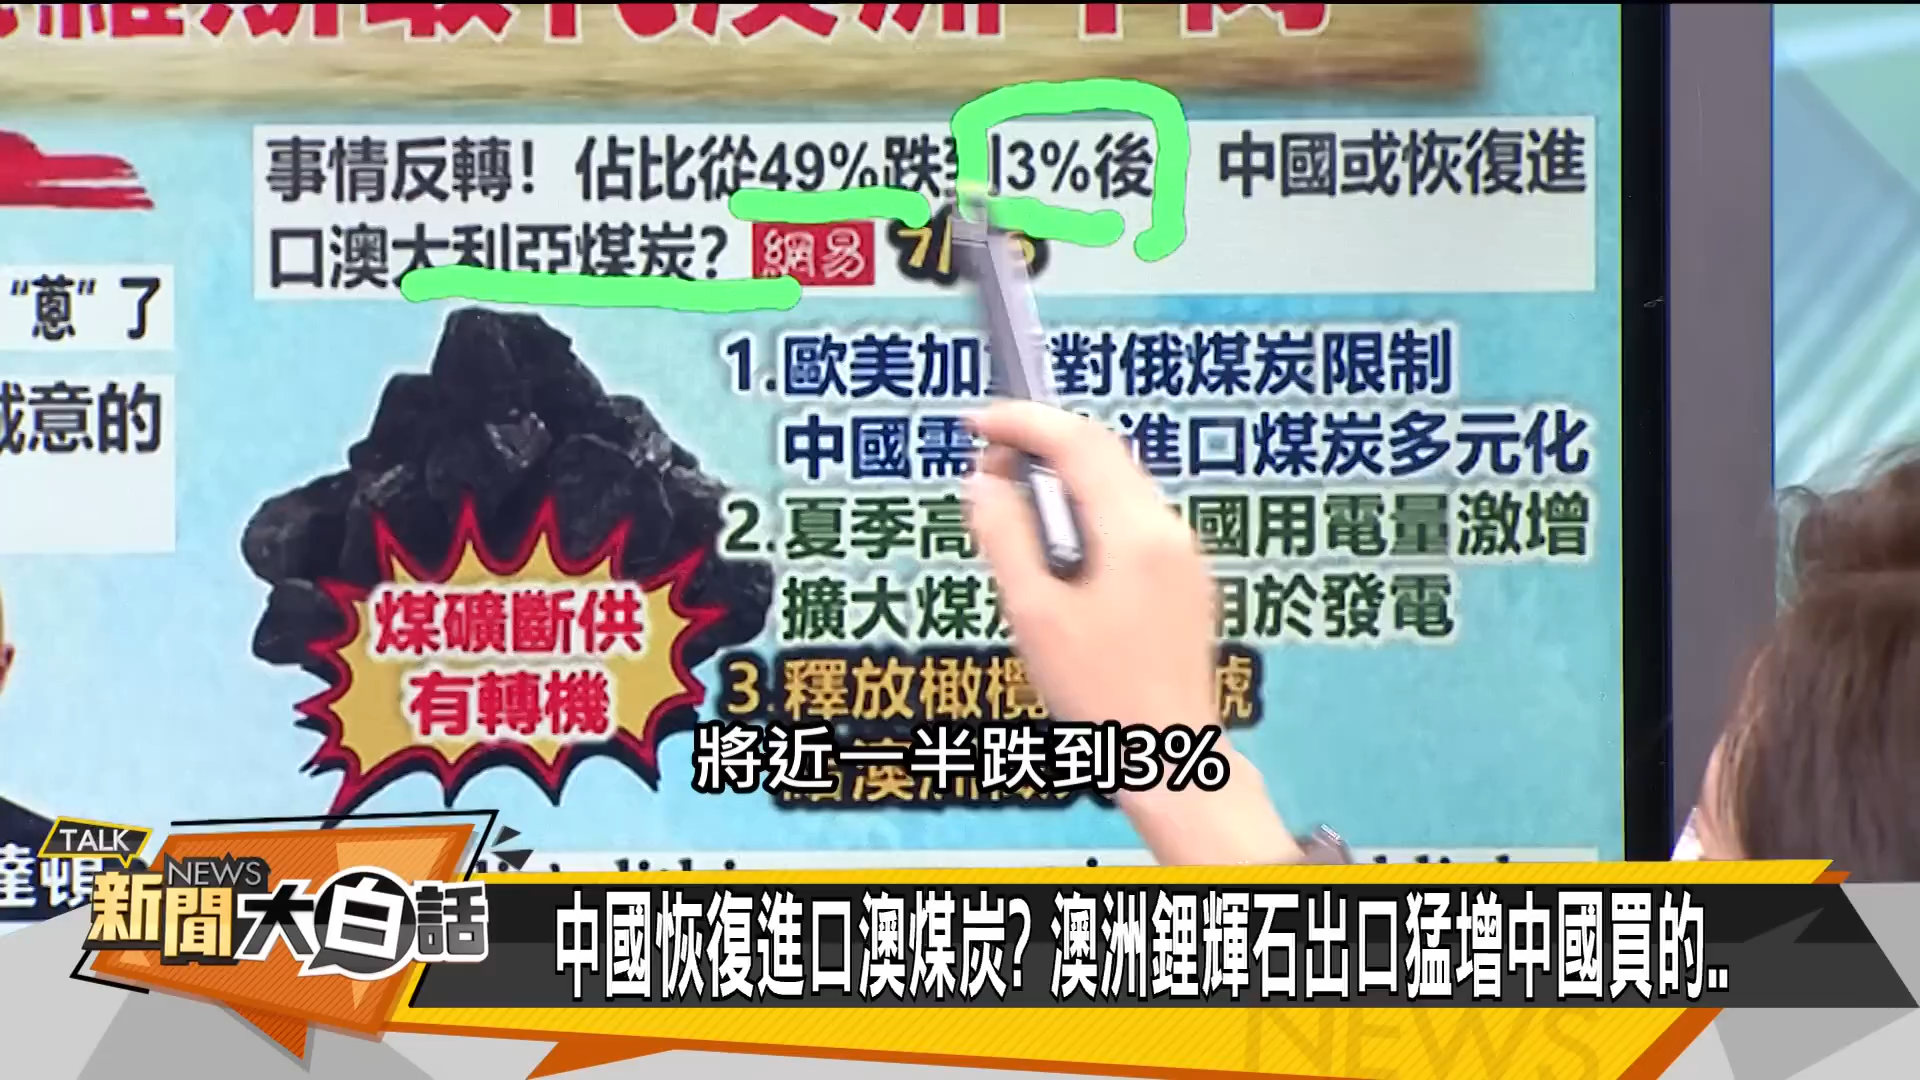 事情反轉！佔比從49%跌到3%後 中國或恢復進
口澳大利亞煤炭？ 網易
“蔥”了
誠意的
1.歐美加 對俄煤炭限制
中國需 進口煤炭多元化
2.夏季高 國用電量激增
擴大煤炭 用於發電
3.釋放橄欖 號
煤礦斷供
有轉機
將近一半跌到3%
TALK
NEWS
新聞大白話
中國恢復進口澳煤炭? 澳洲鋰輝石出口猛增中國買的..
NEWS